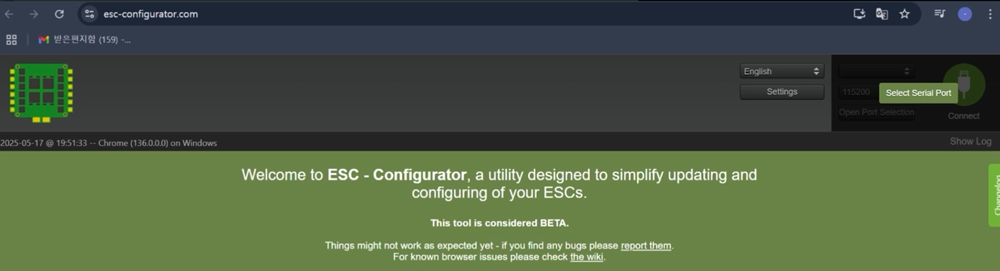 esc-configurator.com
받은편지함 (159) -...
English
Settings
115200
Select Serial Port
Open Port Selection
Connect
2025-05-17 @ 19:51:33 -- Chrome (136.0.0.0) on Windows
Show Log
Welcome to ESC - Configurator, a utility designed to simplify updating and
configuring of your ESCs.
This tool is considered BETA.
Things might not work as expected yet - if you find any bugs please report them.
For known browser issues please check the wiki.
Changelog